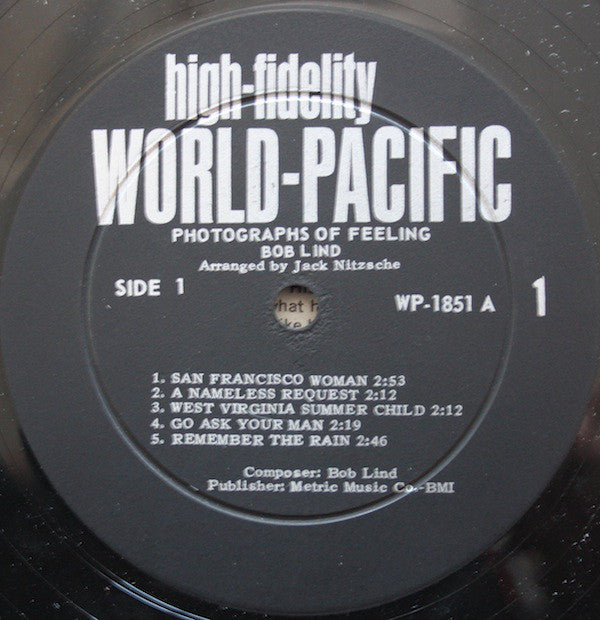 high-fidelity
WORLD-PACIFIC
PHOTOGRAPHS OF FEELING
BOB LIND
Arranged by Jack Nitzsche
SIDE 1
WP-1851 A
1
what h
1. SAN FRANCISCO WOMAN 2:53
2. A NAMELESS REQUEST 2:12
3. WEST VIRGINIA SUMMER CHILD 2:12
4. GO ASK YOUR MAN 2:19
5. REMEMBER THE RAIN 2:46
Composer: Bob Lind
Publisher: Metric Music Co.-BMI